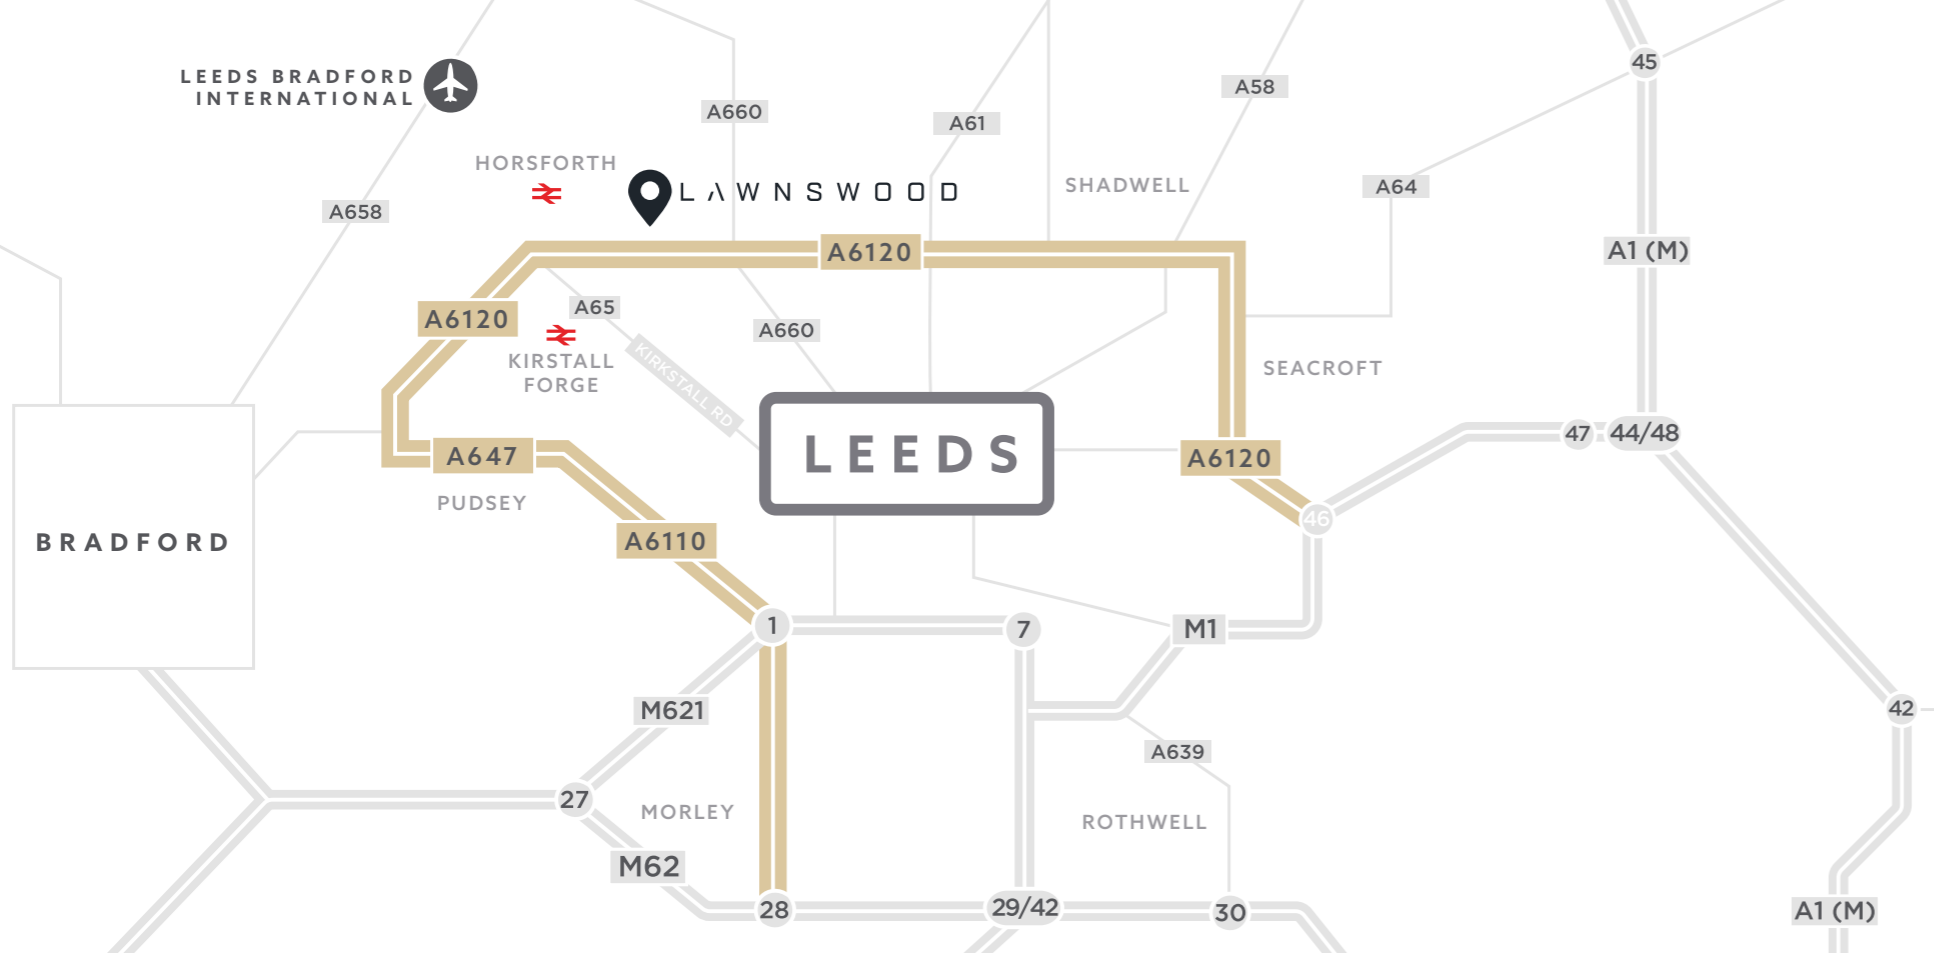 45
LEEDS BRADFORD
INTERNATIONAL
A58
A660
A61
HORSFORTH
LAWNSWOOD
SHADWELL
A64
A658
A6120
A1 (M)
A65
A6120
A660
KIRSTALL
FORGE
KIRKSTALL RD
SEACROFT
47
44/48
LEEDS
A647
A6120
PUDSEY
46
BRADFORD
A6110
1
7
M1
M621
42
A639
27
MORLEY
ROTHWELL
M62
28
29/42
30
A1 (M)